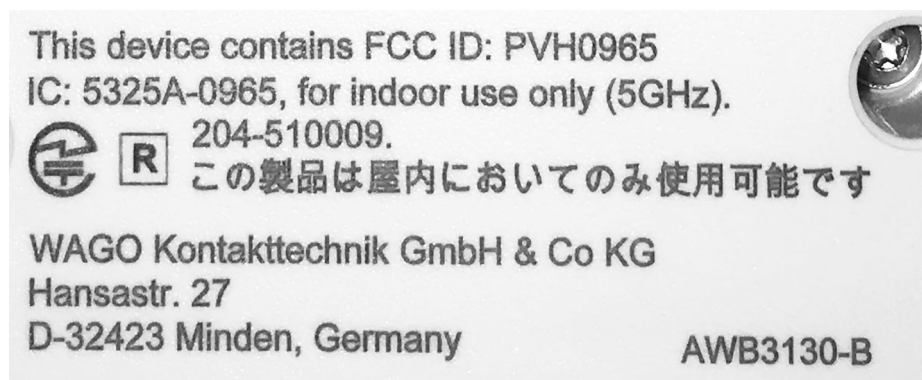 This device contains FCC ID: PVH0965
IC: 5325A-0965, for indoor use only (5GHz).
R 204-510009.
この製品は屋内においてのみ使用可能です
WAGO Kontakttechnik GmbH & Co KG
Hansastr. 27
D-32423 Minden, Germany
AWB3130-B